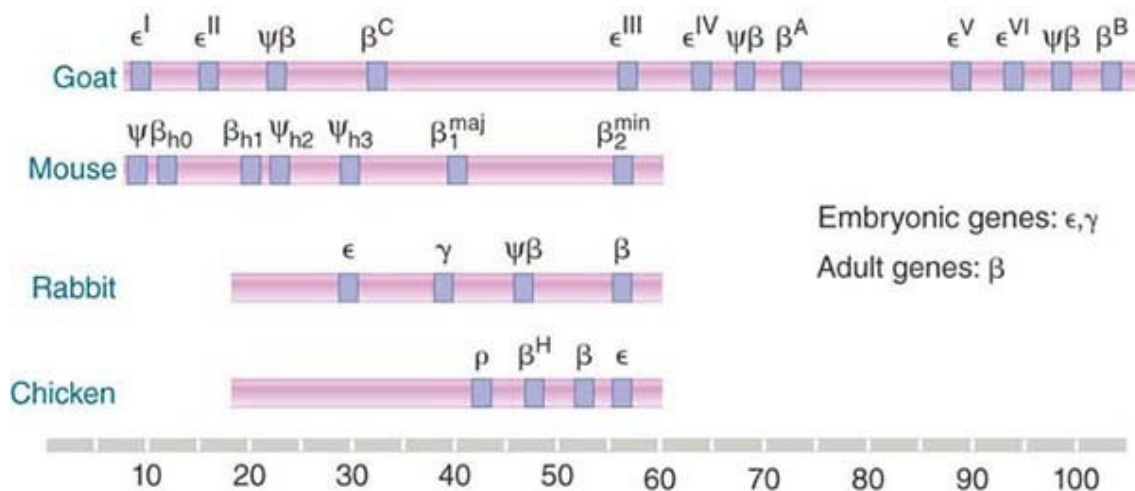 ϵᴵ ϵᴵᴵ ψβ βᶜ ϵᴵᴵᴵ ϵᴵⱽ ψβ βᴬ ϵⱽ ϵⱽᴵ ψβ βᴮ
Goat
ψβh0 βh1 ψh2 ψh3 β₁ᵐᵃʲ β₂ᵐⁱⁿ
Mouse
Embryonic genes: ϵ,γ
Adult genes: β
ϵ γ ψβ β
Rabbit
ρ βᴴ β ϵ
Chicken
10 20 30 40 50 60 70 80 90 100